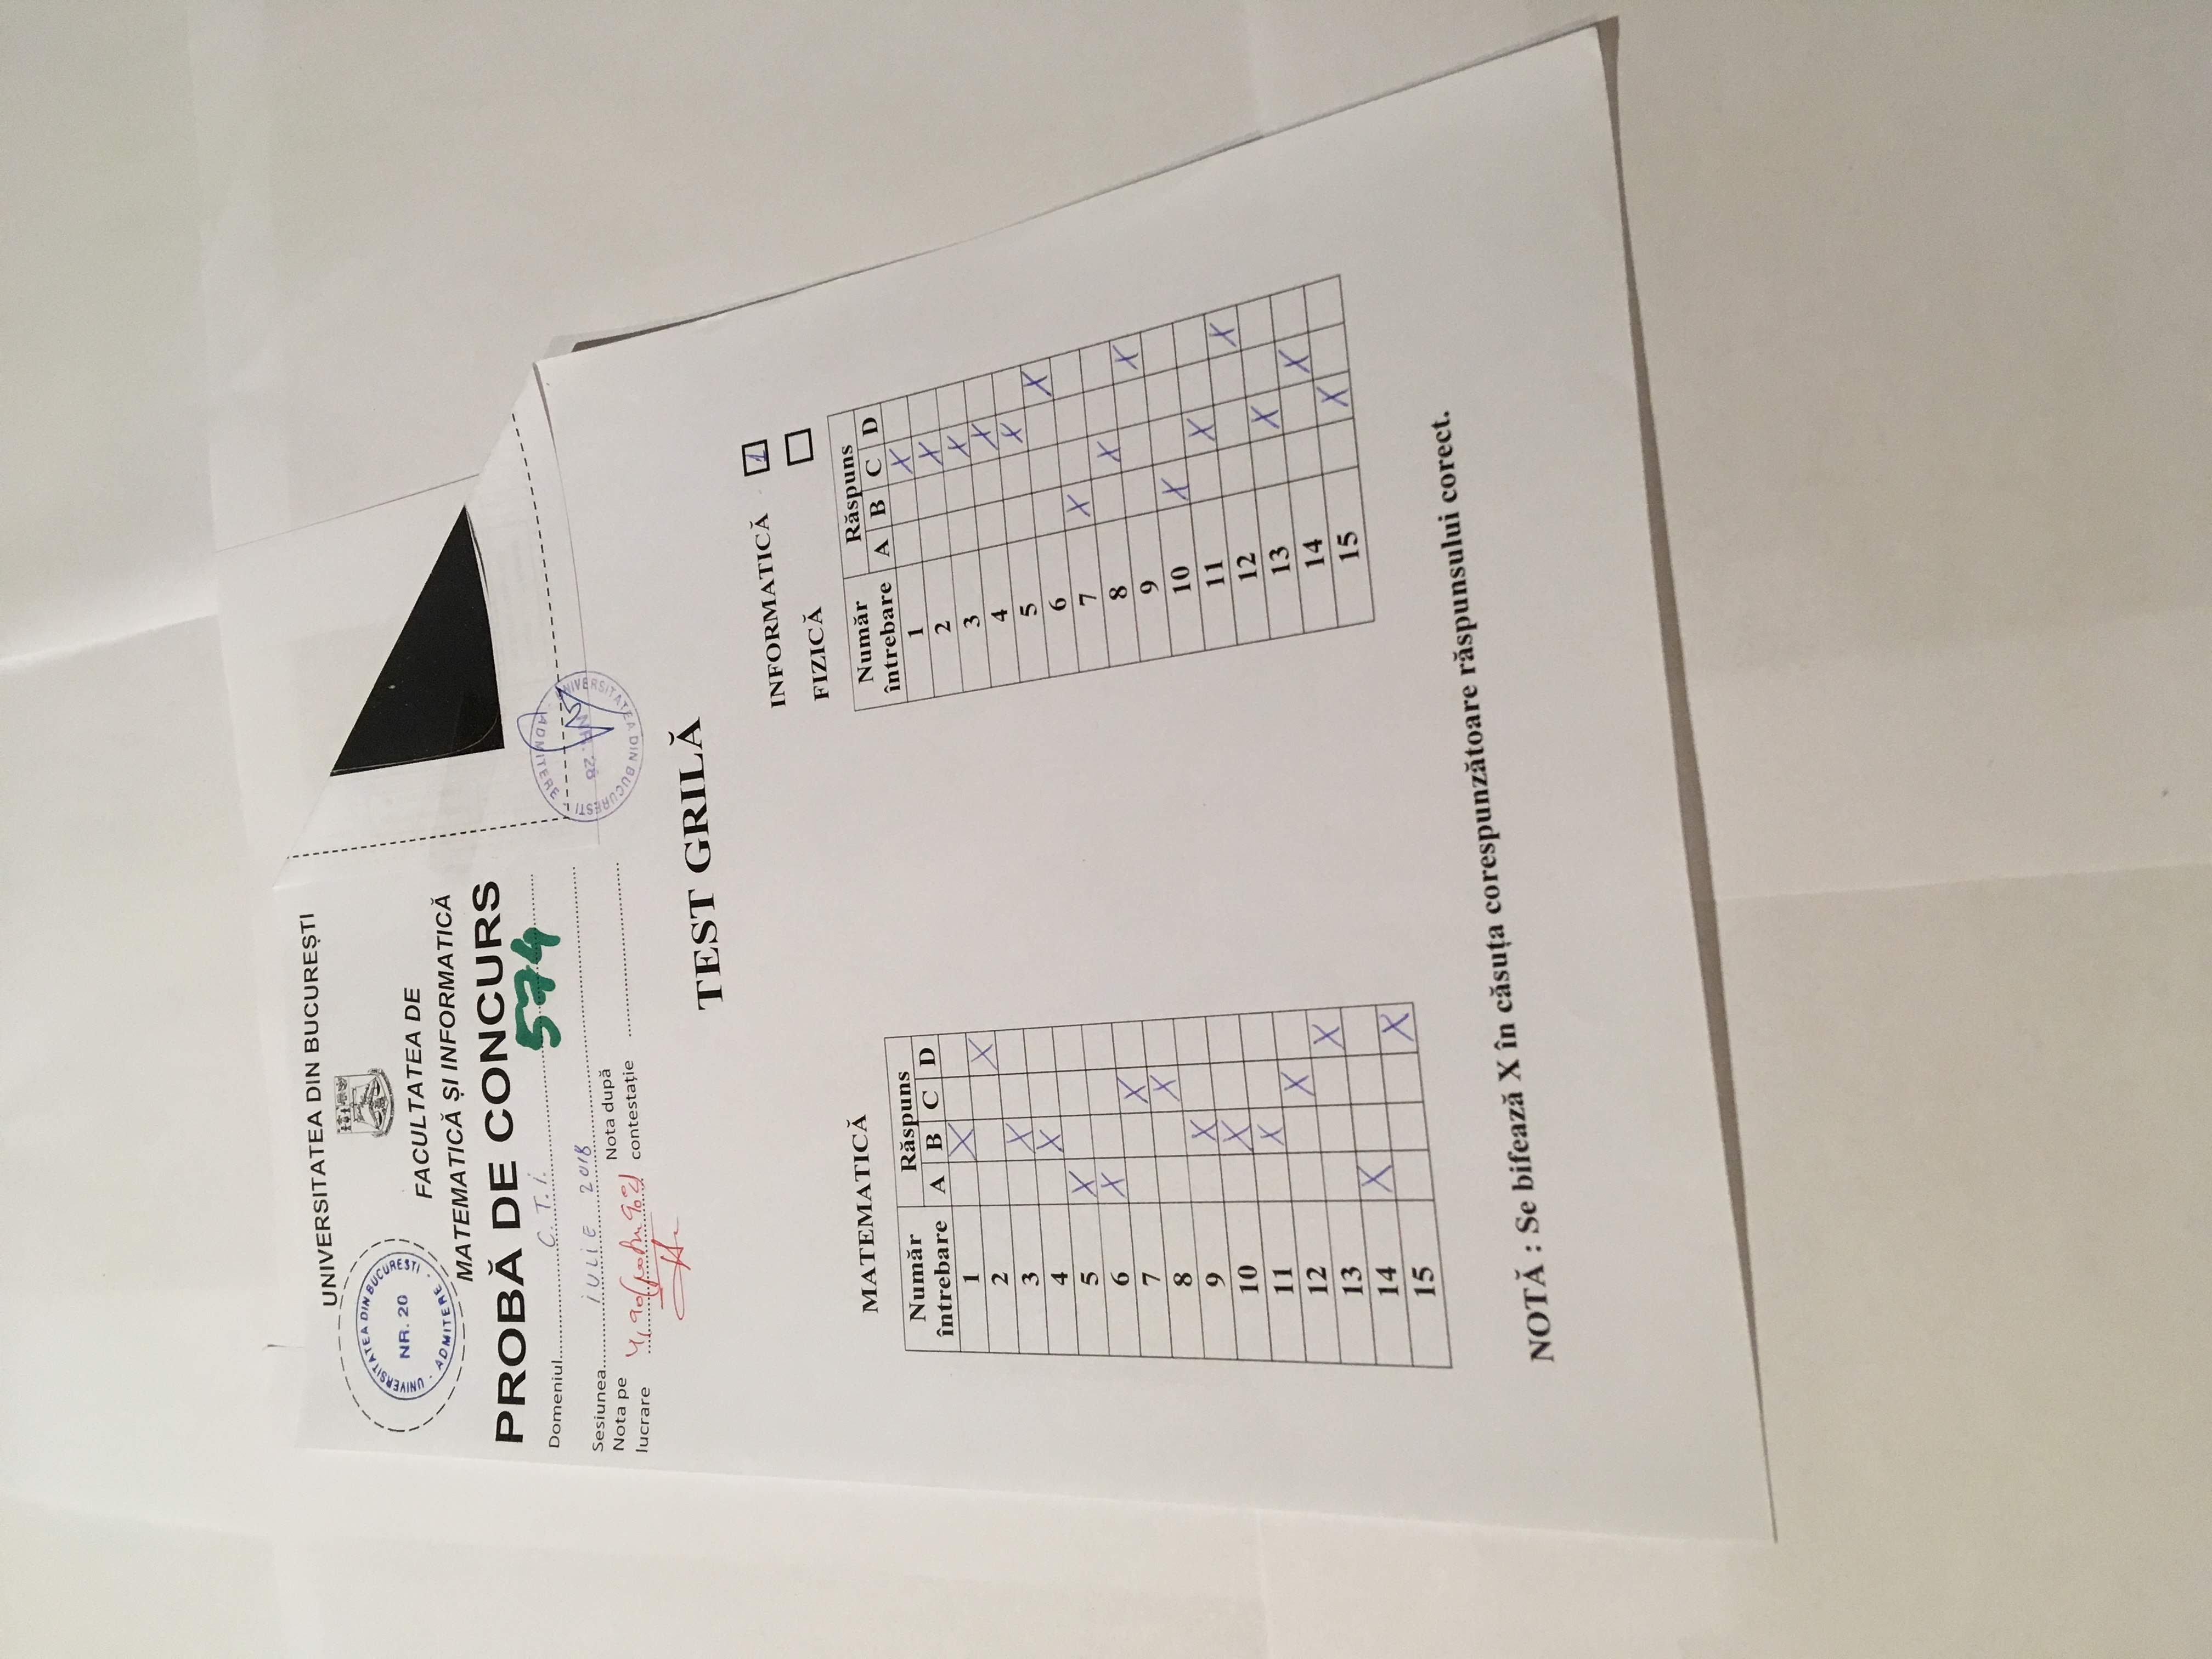 UNIVERSITATEA DIN BUCUREȘTI
UNIVERSITATEA DIN BUCUREȘTI
NR. 20
ADMITERE
FACULTATEA DE
MATEMATICĂ ȘI INFORMATICĂ
PROBĂ DE CONCURS
574
Domeniul C.T.I.
Sesiunea IULIE 2018
Nota pe lucrare 4,90
Nota după contestație
UNIVERSITATEA DIN BUCUREȘTI
ADMITERE
TEST GRILĂ
MATEMATICĂ
Număr întrebare Răspuns
A B C D
1 X
2 X
3 X
4 X
5 X
6 X
7 X
8 X
9 X
10 X
11 X
12 X
13 X
14 X
15 X
INFORMATICĂ 1
FIZICĂ
Număr întrebare Răspuns
A B C D
1 X
2 X
3 X
4 X
5 X
6 X
7 X
8 X
9 X
10 X
11 X
12 X
13 X
14 X
15 X
NOTĂ : Se bifează X în căsuța corespunzătoare răspunsului corect.